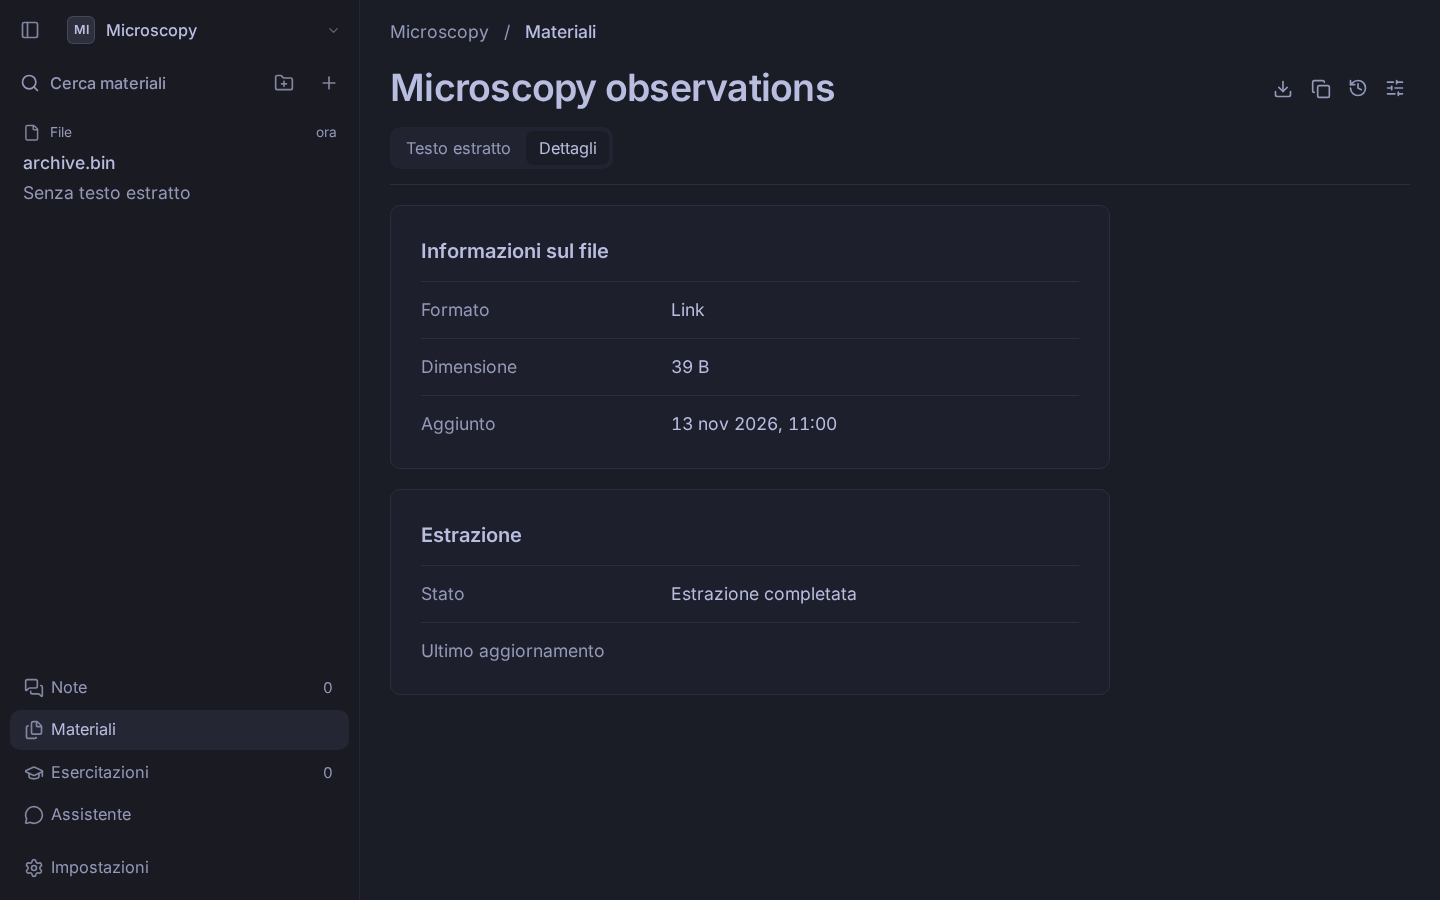 MI Microscopy
Cerca materiali
File ora
archive.bin
Senza testo estratto
Note 0
Materiali
Esercitazioni 0
Assistente
Impostazioni
Microscopy / Materiali
Microscopy observations
Testo estratto Dettagli
Informazioni sul file
Formato Link
Dimensione 39 B
Aggiunto 13 nov 2026, 11:00
Estrazione
Stato Estrazione completata
Ultimo aggiornamento